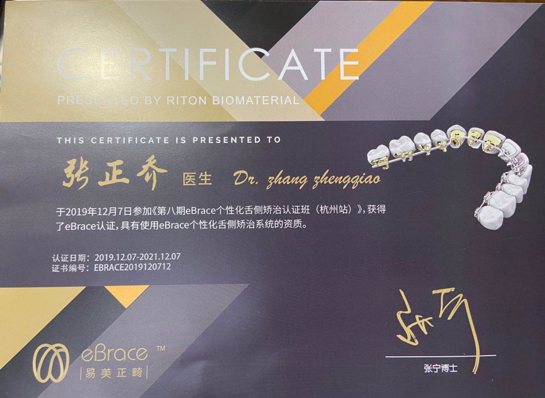 CERTIFICATE
PRESENTED BY RITON BIOMATERIAL
THIS CERTIFICATE IS PRESENTED TO
张正乔 医生 Dr. zhang zhengqiao
于2019年12月7日参加《第八期eBrace个性化舌侧矫治认证班（杭州站）》，获得
了eBrace认证，具有使用eBrace个性化舌侧矫治系统的资质。
认证日期：2019.12.07-2021.12.07
证书编号：EBRACE2019120712
eBrace TM
易美正畸
张宁博士